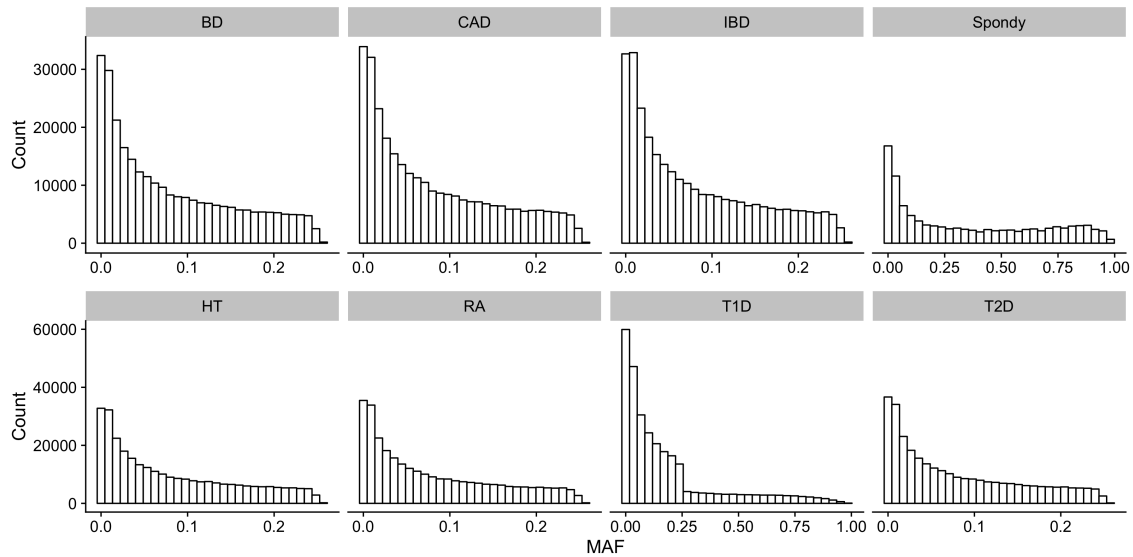 BD CAD IBD Spondy
30000
20000
10000
0
Count
0.0 0.1 0.2 0.0 0.1 0.2 0.0 0.1 0.2 0.00 0.25 0.50 0.75 1.00
HT RA T1D T2D
60000
40000
20000
0
Count
0.0 0.1 0.2 0.0 0.1 0.2 0.00 0.25 0.50 0.75 1.00 0.0 0.1 0.2
MAF